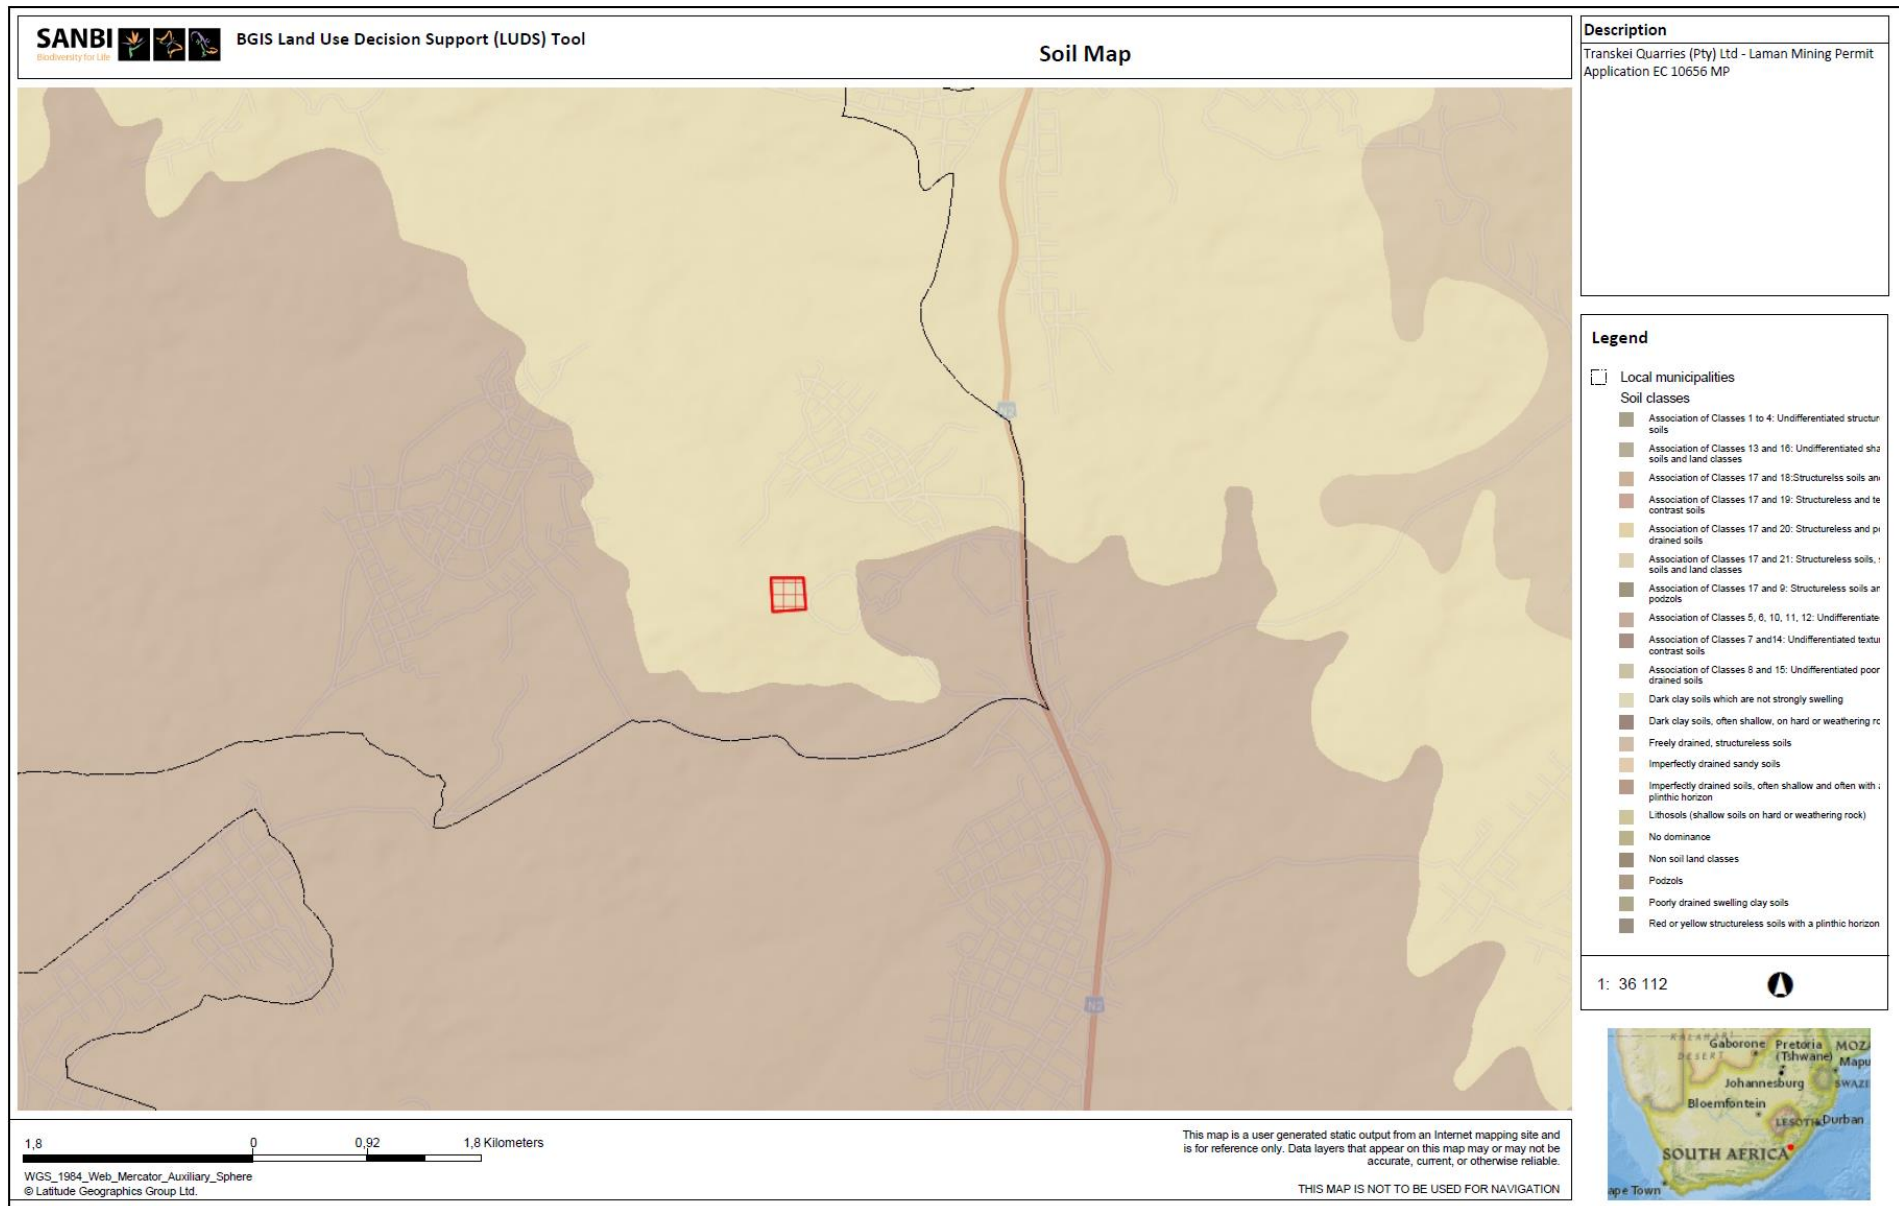 SANBI
Biodiversity for Life
BGIS Land Use Decision Support (LUDS) Tool
Soil Map
Description
Transkei Quarries (Pty) Ltd - Laman Mining Permit
Application EC 10656 MP
N2
N2
Legend
Local municipalities
Soil classes
Association of Classes 1 to 4: Undifferentiated structur
soils
Association of Classes 13 and 16: Undifferentiated sha
soils and land classes
Association of Classes 17 and 18:Structurelss soils an
Association of Classes 17 and 19: Structureless and te
contrast soils
Association of Classes 17 and 20: Structureless and p
drained soils
Association of Classes 17 and 21: Structureless soils,
soils and land classes
Association of Classes 17 and 9: Structureless soils ar
podzols
Association of Classes 5, 6, 10, 11, 12: Undifferentiate
Association of Classes 7 and14: Undifferentiated textu
contrast soils
Association of Classes 8 and 15: Undifferentiated poor
drained soils
Dark clay soils which are not strongly swelling
Dark clay soils, often shallow, on hard or weathering ro
Freely drained, structureless soils
Imperfectly drained sandy soils
Imperfectly drained soils, often shallow and often with
plinthic horizon
Lithosols (shallow soils on hard or weathering rock)
No dominance
Non soil land classes
Podzols
Poorly drained swelling clay soils
Red or yellow structureless soils with a plinthic horizon
1: 36 112
KALAHARI
DESERT
Gaborone
Pretoria
(Tshwane)
MOZ
Mapu
Johannesburg
SWAZI
Bloemfontein
LESOTH
Durban
SOUTH AFRICA
ape Town
1,8
0
0,92
1,8 Kilometers
WGS_1984_Web_Mercator_Auxiliary_Sphere
© Latitude Geographics Group Ltd.
This map is a user generated static output from an Internet mapping site and
is for reference only. Data layers that appear on this map may or may not be
accurate, current, or otherwise reliable.
THIS MAP IS NOT TO BE USED FOR NAVIGATION